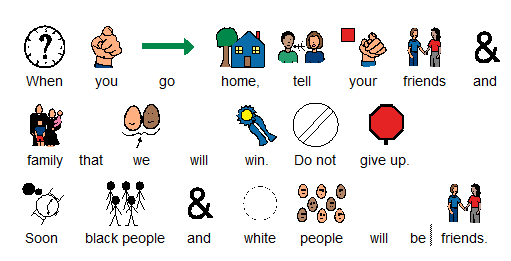 When you go home, tell your friends and
family that we will win. Do not give up.
Soon black people and white people will be friends.